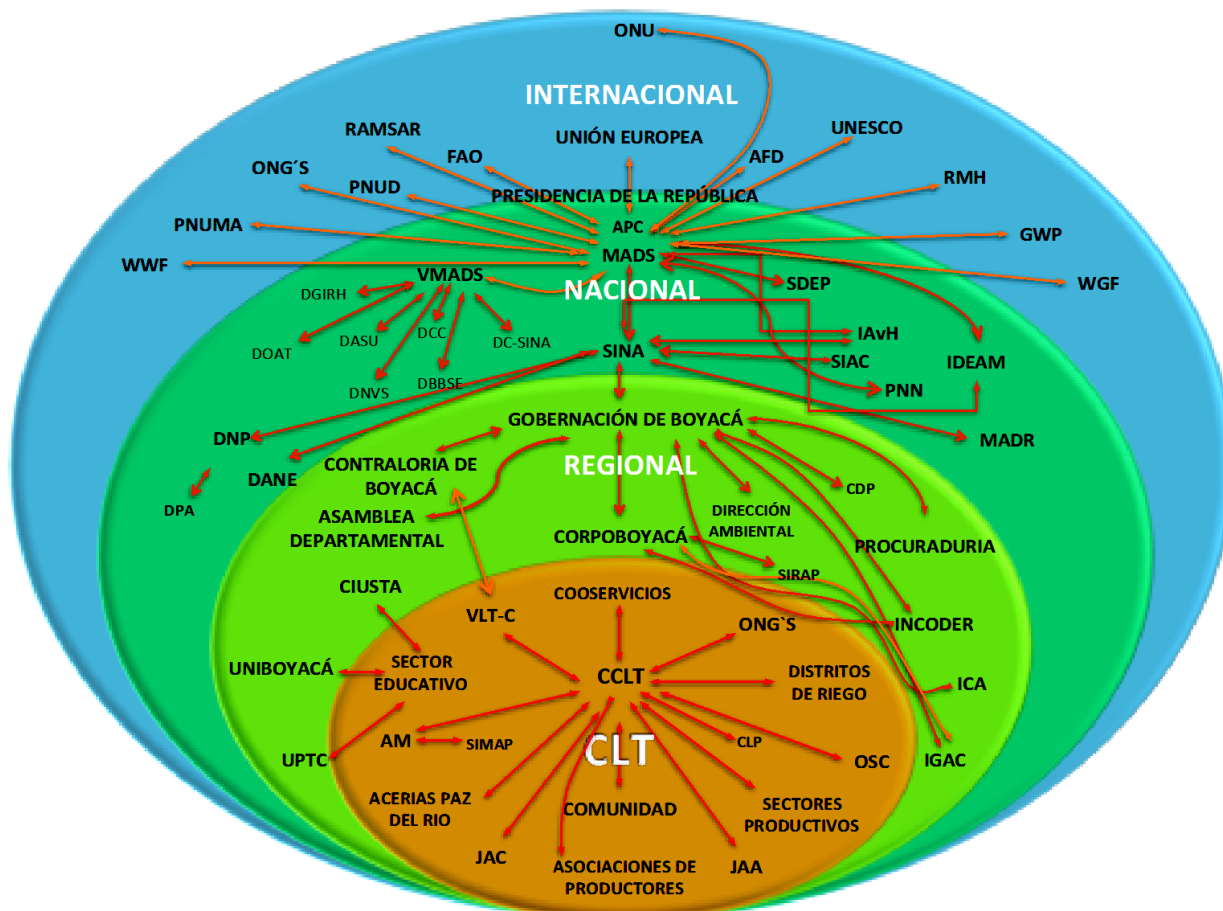 ONU
INTERNACIONAL
RAMSAR
UNIÓN EUROPEA
UNESCO
FAO
AFD
ONG´S
PNUD
RMH
PRESIDENCIA DE LA REPÚBLICA
PNUMA
APC
GWP
WWF
MADS
VMADS
SDEP
WGF
DGIRH
NACIONAL
DOAT
DASU
DCC
DC-SINA
IAvH
SINA
SIAC
IDEAM
DNVS
DBBSE
PNN
GOBERNACIÓN DE BOYACÁ
DNP
MADR
CONTRALORIA DE
BOYACÁ
REGIONAL
DANE
CDP
DPA
ASAMBLEA
DEPARTAMENTAL
DIRECCIÓN
AMBIENTAL
CORPOBOYACÁ
PROCURADURIA
SIRAP
CIUSTA
COOSERVICIOS
VLT-C
ONG`S
INCODER
UNIBOYACÁ
SECTOR
EDUCATIVO
CCLT
DISTRITOS
DE RIEGO
ICA
AM
SIMAP
CLP
CLT
UPTC
OSC
IGAC
ACERIAS PAZ
DEL RIO
COMUNIDAD
SECTORES
PRODUCTIVOS
JAC
ASOCIACIONES DE
PRODUCTORES
JAA